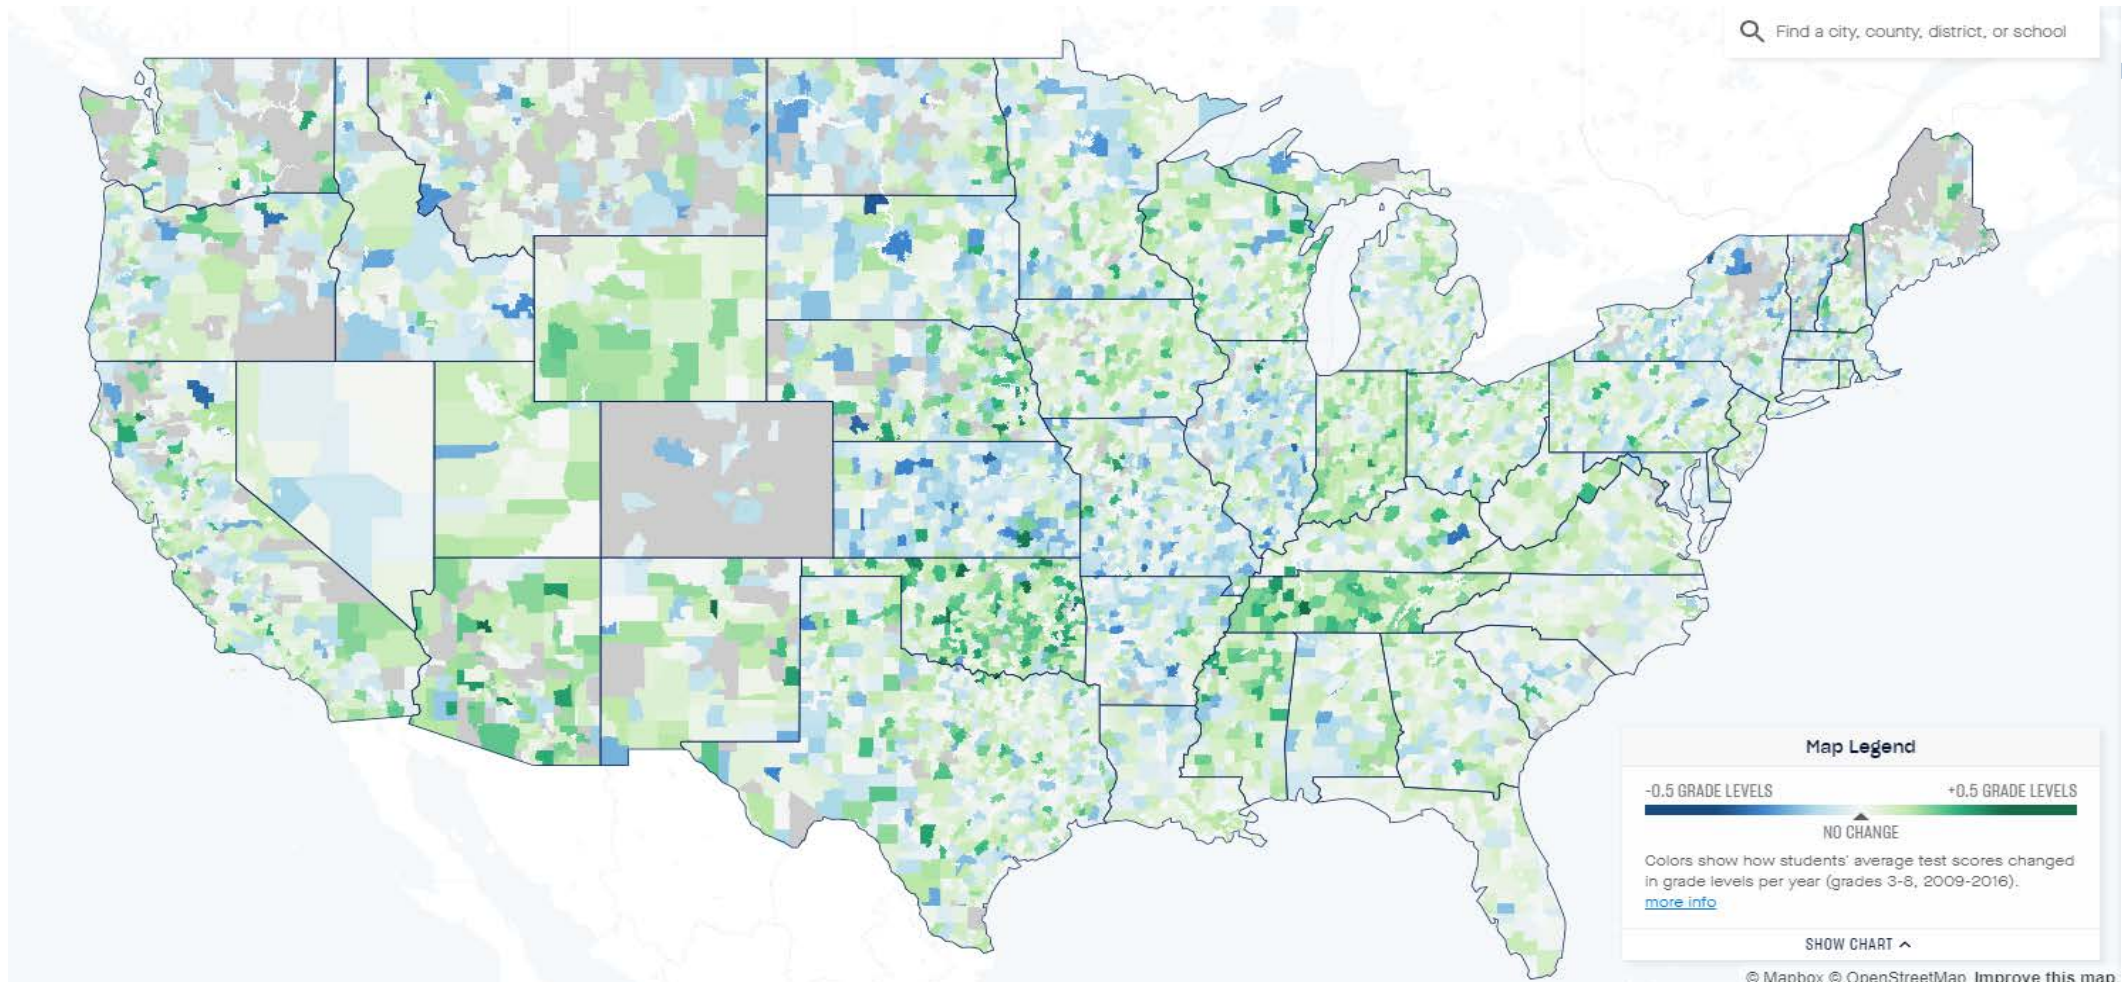 Find a city, county, district, or school
Map Legend
-0.5 GRADE LEVELS +0.5 GRADE LEVELS
NO CHANGE
Colors show how students' average test scores changed
in grade levels per year (grades 3-8, 2009-2016).
more info
SHOW CHART
© Mapbox © OpenStreetMap Improve this map